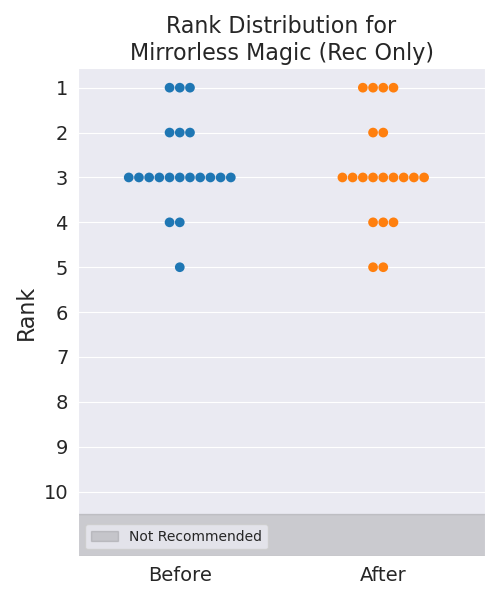 Rank Distribution for
Mirrorless Magic (Rec Only)
Rank
1
2
3
4
5
6
7
8
9
10
Not Recommended
Before After